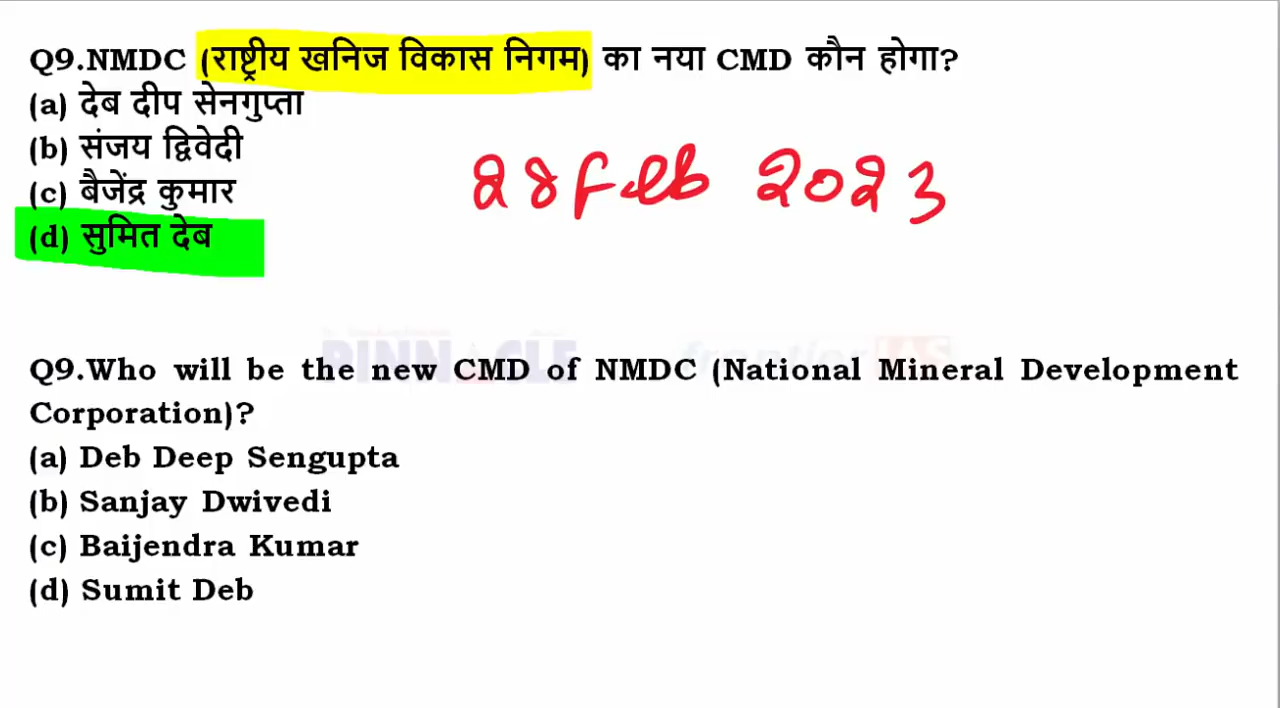 Q9.NMDC (राष्ट्रीय खनिज विकास निगम) का नया CMD कौन होगा?
(a) देब दीप सेनगुप्ता
(b) संजय द्विवेदी
(c) बैजेंद्र कुमार
(d) सुमित देब
28 Feb 2023
PINNACLE
Q9.Who will be the new CMD of NMDC (National Mineral Development
Corporation)?
(a) Deb Deep Sengupta
(b) Sanjay Dwivedi
(c) Baijendra Kumar
(d) Sumit Deb